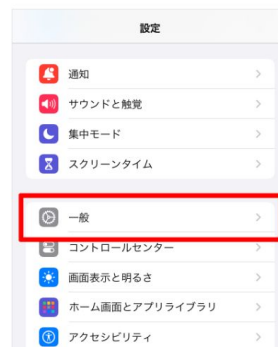 設定
通知
サウンドと触覚
集中モード
スクリーンタイム
一般
コントロールセンター
画面表示と明るさ
ホーム画面とアプリライブラリ
アクセシビリティ